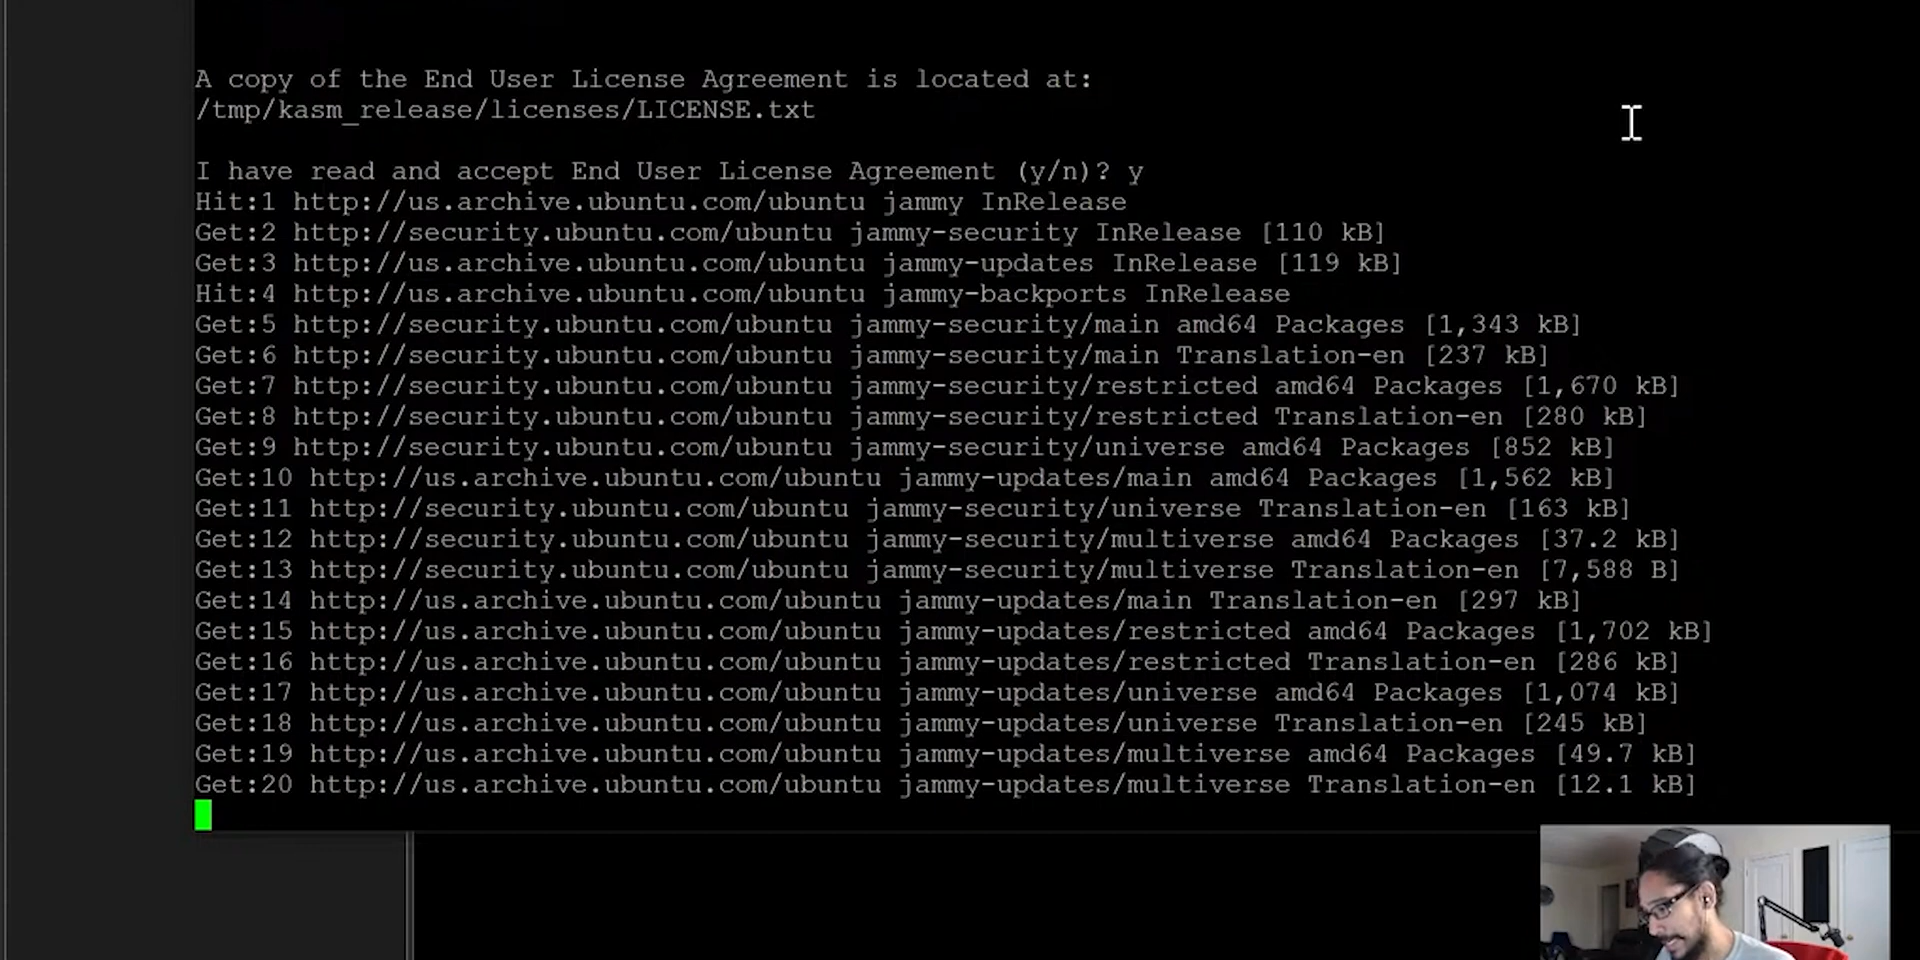 A copy of the End User License Agreement is located at:
/tmp/kasm_release/licenses/LICENSE.txt
I have read and accept End User License Agreement (y/n)? y
Hit:1 http://us.archive.ubuntu.com/ubuntu jammy InRelease
Get:2 http://security.ubuntu.com/ubuntu jammy-security InRelease [110 kB]
Get:3 http://us.archive.ubuntu.com/ubuntu jammy-updates InRelease [119 kB]
Hit:4 http://us.archive.ubuntu.com/ubuntu jammy-backports InRelease
Get:5 http://security.ubuntu.com/ubuntu jammy-security/main amd64 Packages [1,343 kB]
Get:6 http://security.ubuntu.com/ubuntu jammy-security/main Translation-en [237 kB]
Get:7 http://security.ubuntu.com/ubuntu jammy-security/restricted amd64 Packages [1,670 kB]
Get:8 http://security.ubuntu.com/ubuntu jammy-security/restricted Translation-en [280 kB]
Get:9 http://security.ubuntu.com/ubuntu jammy-security/universe amd64 Packages [852 kB]
Get:10 http://us.archive.ubuntu.com/ubuntu jammy-updates/main amd64 Packages [1,562 kB]
Get:11 http://security.ubuntu.com/ubuntu jammy-security/universe Translation-en [163 kB]
Get:12 http://security.ubuntu.com/ubuntu jammy-security/multiverse amd64 Packages [37.2 kB]
Get:13 http://security.ubuntu.com/ubuntu jammy-security/multiverse Translation-en [7,588 B]
Get:14 http://us.archive.ubuntu.com/ubuntu jammy-updates/main Translation-en [297 kB]
Get:15 http://us.archive.ubuntu.com/ubuntu jammy-updates/restricted amd64 Packages [1,702 kB]
Get:16 http://us.archive.ubuntu.com/ubuntu jammy-updates/restricted Translation-en [286 kB]
Get:17 http://us.archive.ubuntu.com/ubuntu jammy-updates/universe amd64 Packages [1,074 kB]
Get:18 http://us.archive.ubuntu.com/ubuntu jammy-updates/universe Translation-en [245 kB]
Get:19 http://us.archive.ubuntu.com/ubuntu jammy-updates/multiverse amd64 Packages [49.7 kB]
Get:20 http://us.archive.ubuntu.com/ubuntu jammy-updates/multiverse Translation-en [12.1 kB]